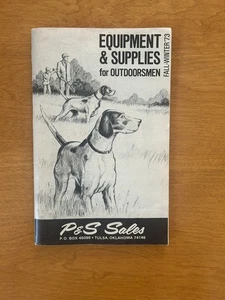 EQUIPMENT
& SUPPLIES
for OUTDOORSMEN
FALL-WINTER '73
P&S Sales
P.O. BOX 45095 • TULSA, OKLAHOMA 74145